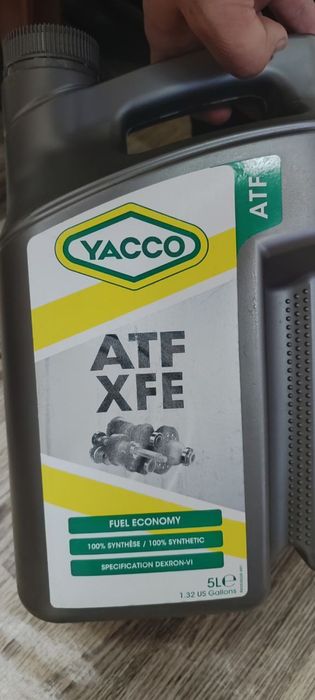 ATF
YACCO
ATF
XFE
FUEL ECONOMY
100% SYNTHÈSE / 100% SYNTHETIC
SPECIFICATION DEXRON-VI
5L℮
1.32 US Gallons